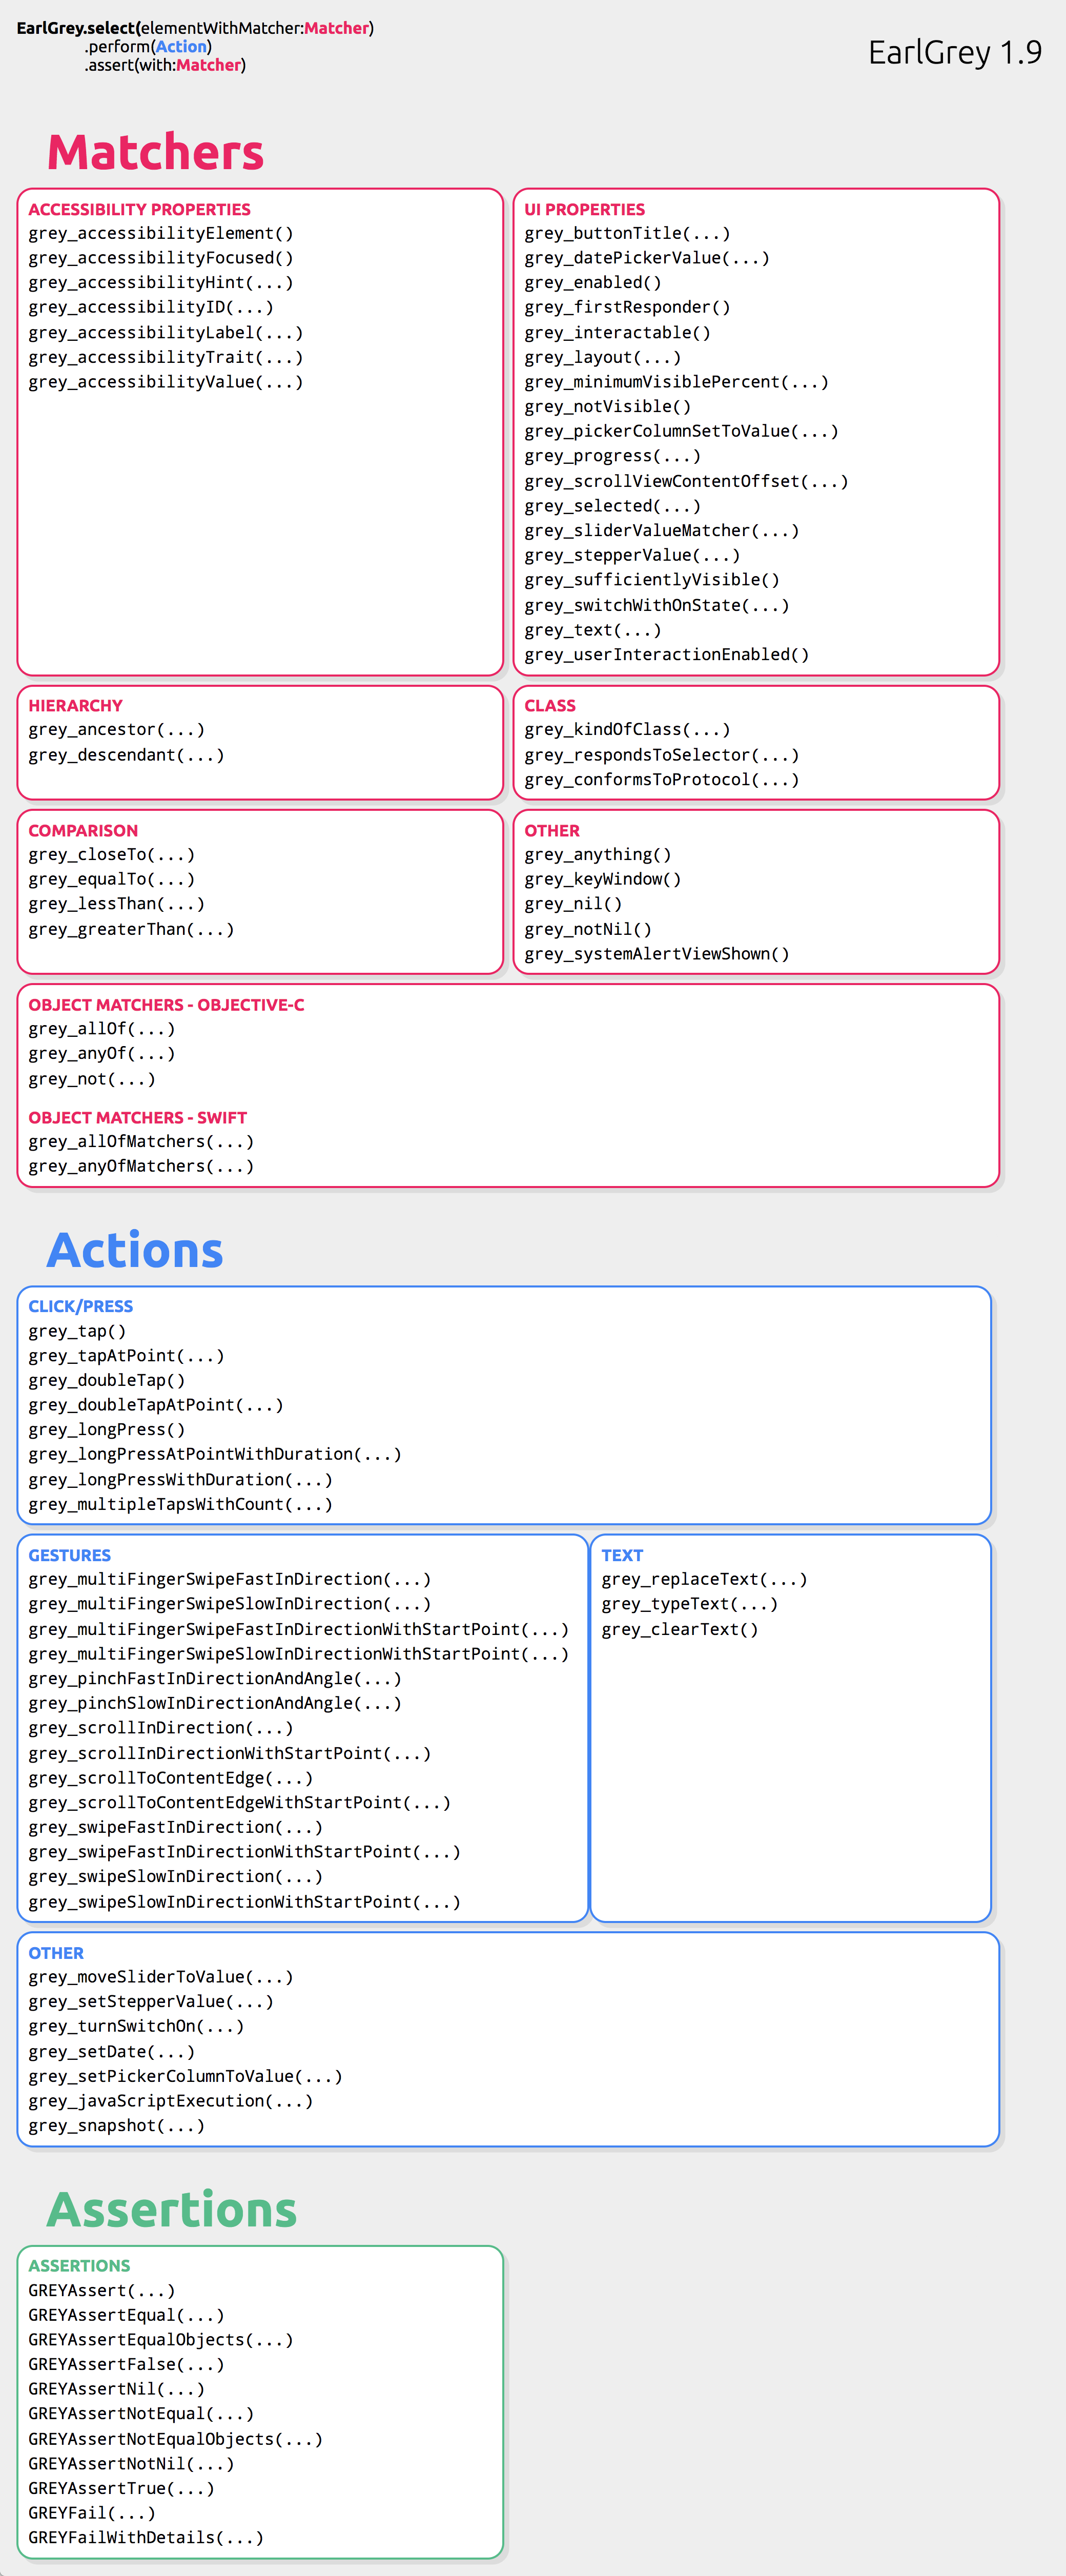 EarlGrey.select(elementWithMatcher:Matcher)
.perform(Action)
.assert(with:Matcher)
EarlGrey 1.9
Matchers
ACCESSIBILITY PROPERTIES
grey_accessibilityElement()
grey_accessibilityFocused()
grey_accessibilityHint(...)
grey_accessibilityID(...)
grey_accessibilityLabel(...)
grey_accessibilityTrait(...)
grey_accessibilityValue(...)
UI PROPERTIES
grey_buttonTitle(...)
grey_datePickerValue(...)
grey_enabled()
grey_firstResponder()
grey_interactable()
grey_layout(...)
grey_minimumVisiblePercent(...)
grey_notVisible()
grey_pickerColumnSetToValue(...)
grey_progress(...)
grey_scrollViewContentOffset(...)
grey_selected(...)
grey_sliderValueMatcher(...)
grey_stepperValue(...)
grey_sufficientlyVisible()
grey_switchWithOnState(...)
grey_text(...)
grey_userInteractionEnabled()
HIERARCHY
grey_ancestor(...)
grey_descendant(...)
CLASS
grey_kindOfClass(...)
grey_respondsToSelector(...)
grey_conformsToProtocol(...)
COMPARISON
grey_closeTo(...)
grey_equalTo(...)
grey_lessThan(...)
grey_greaterThan(...)
OTHER
grey_anything()
grey_keyWindow()
grey_nil()
grey_notNil()
grey_systemAlertViewShown()
OBJECT MATCHERS - OBJECTIVE-C
grey_allOf(...)
grey_anyOf(...)
grey_not(...)
OBJECT MATCHERS - SWIFT
grey_allOfMatchers(...)
grey_anyOfMatchers(...)
Actions
CLICK/PRESS
grey_tap()
grey_tapAtPoint(...)
grey_doubleTap()
grey_doubleTapAtPoint(...)
grey_longPress()
grey_longPressAtPointWithDuration(...)
grey_longPressWithDuration(...)
grey_multipleTapsWithCount(...)
GESTURES
grey_multiFingerSwipeFastInDirection(...)
grey_multiFingerSwipeSlowInDirection(...)
grey_multiFingerSwipeFastInDirectionWithStartPoint(...)
grey_multiFingerSwipeSlowInDirectionWithStartPoint(...)
grey_pinchFastInDirectionAndAngle(...)
grey_pinchSlowInDirectionAndAngle(...)
grey_scrollInDirection(...)
grey_scrollInDirectionWithStartPoint(...)
grey_scrollToContentEdge(...)
grey_scrollToContentEdgeWithStartPoint(...)
grey_swipeFastInDirection(...)
grey_swipeFastInDirectionWithStartPoint(...)
grey_swipeSlowInDirection(...)
grey_swipeSlowInDirectionWithStartPoint(...)
TEXT
grey_replaceText(...)
grey_typeText(...)
grey_clearText()
OTHER
grey_moveSliderToValue(...)
grey_setStepperValue(...)
grey_turnSwitchOn(...)
grey_setDate(...)
grey_setPickerColumnToValue(...)
grey_javaScriptExecution(...)
grey_snapshot(...)
Assertions
ASSERTIONS
GREYAssert(...)
GREYAssertEqual(...)
GREYAssertEqualObjects(...)
GREYAssertFalse(...)
GREYAssertNil(...)
GREYAssertNotEqual(...)
GREYAssertNotEqualObjects(...)
GREYAssertNotNil(...)
GREYAssertTrue(...)
GREYFail(...)
GREYFailWithDetails(...)